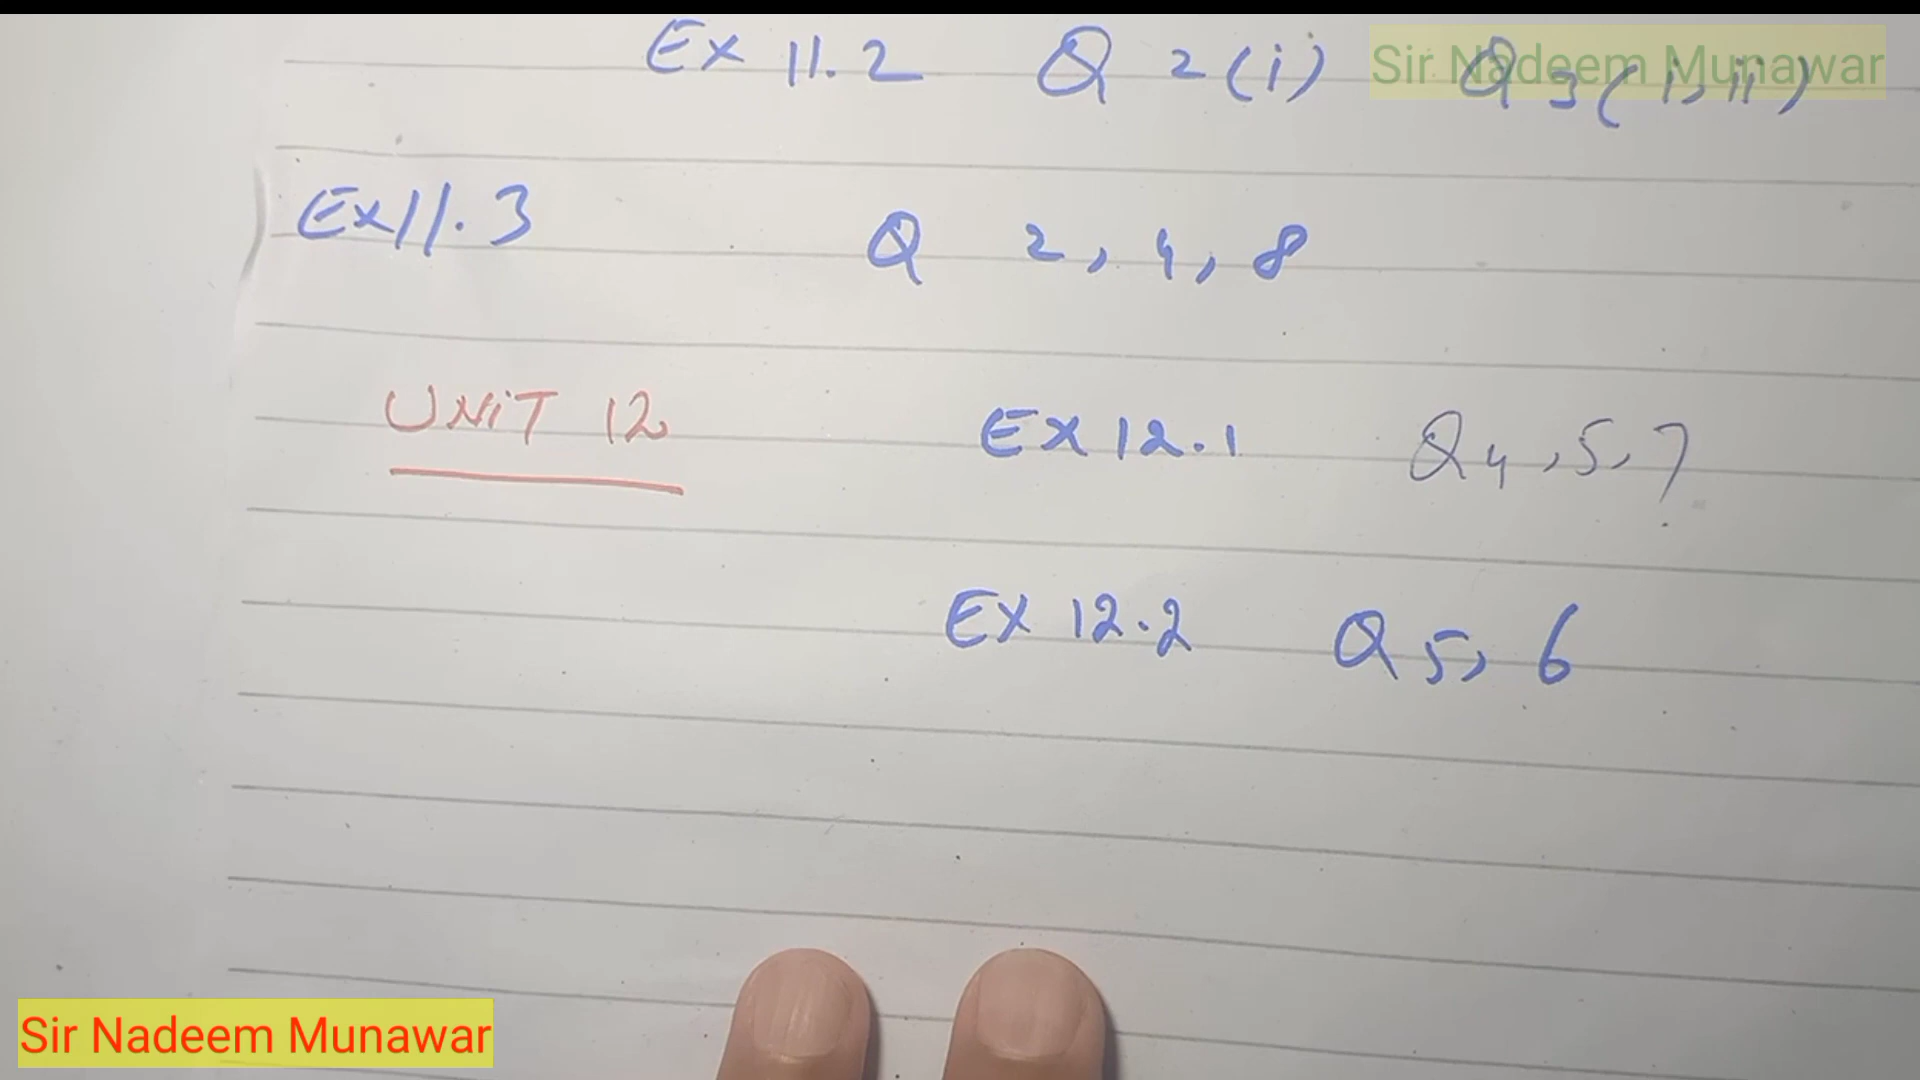 Ex 11.2 Q 2(i) Q 3(i,ii)
Sir Nadeem Munawar
Ex 11.3 Q 2, 4, 8
UNiT 12 EX 12.1 Q 4, 5, 7
EX 12.2 Q 5, 6
Sir Nadeem Munawar